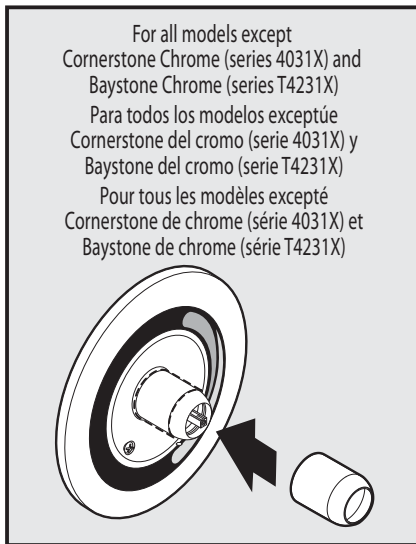 For all models except
Cornerstone Chrome (series 4031X) and
Baystone Chrome (series T4231X)
Para todos los modelos exceptúe
Cornerstone del cromo (serie 4031X) y
Baystone del cromo (serie T4231X)
Pour tous les modèles excepté
Cornerstone de chrome (série 4031X) et
Baystone de chrome (série T4231X)